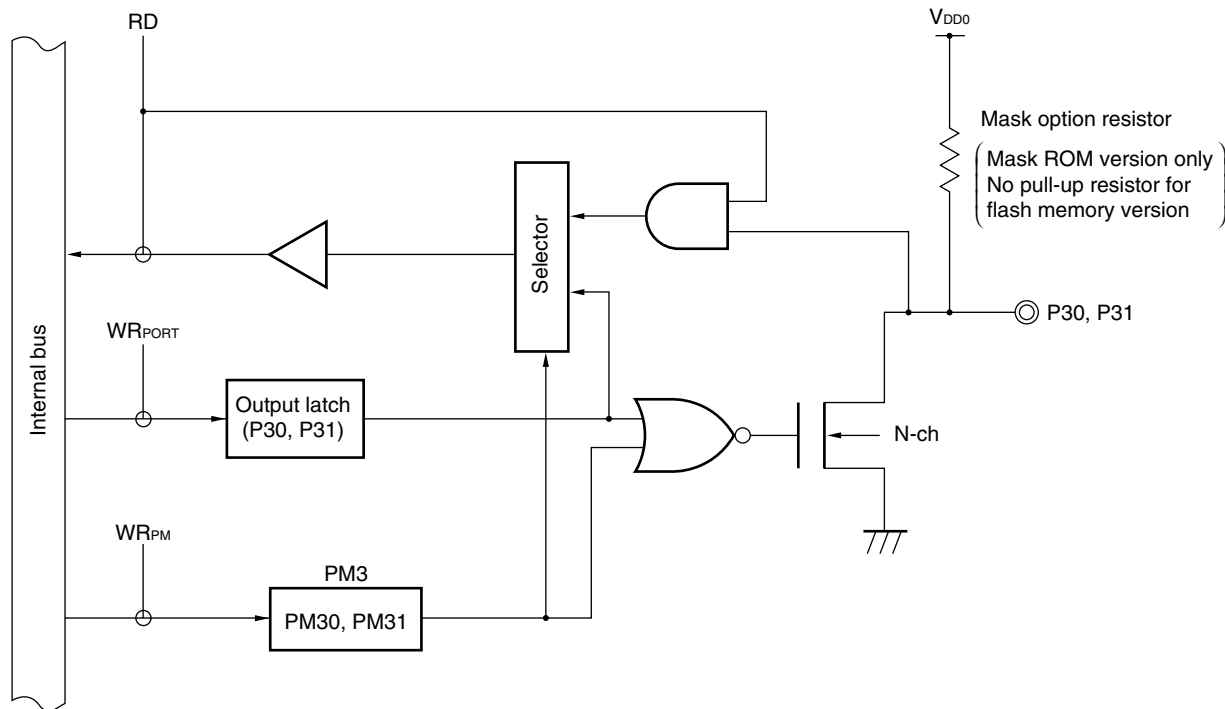 RD
VDD0
Mask option resistor
Mask ROM version only
No pull-up resistor for
flash memory version
Selector
P30, P31
WRPORT
Internal bus
Output latch
(P30, P31)
N-ch
WRPM
PM3
PM30, PM31